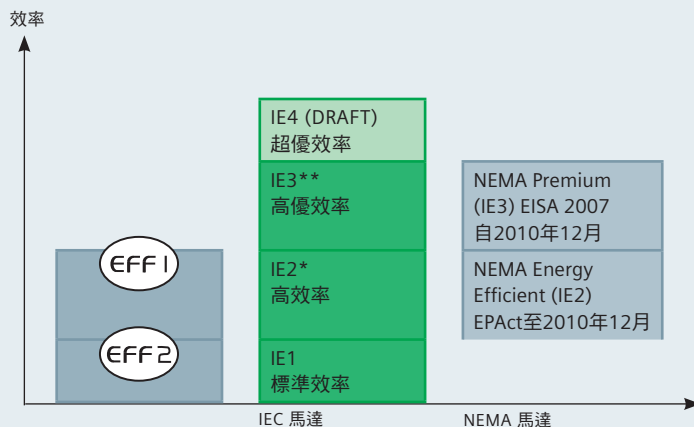 效率
EFF1
EFF2
IE4 (DRAFT)
超優效率
IE3**
高優效率
IE2*
高效率
IE1
標準效率
NEMA Premium
(IE3) EISA 2007
自2010年12月
NEMA Energy
Efficient (IE2)
EPAct至2010年12月
IEC 馬達
NEMA 馬達